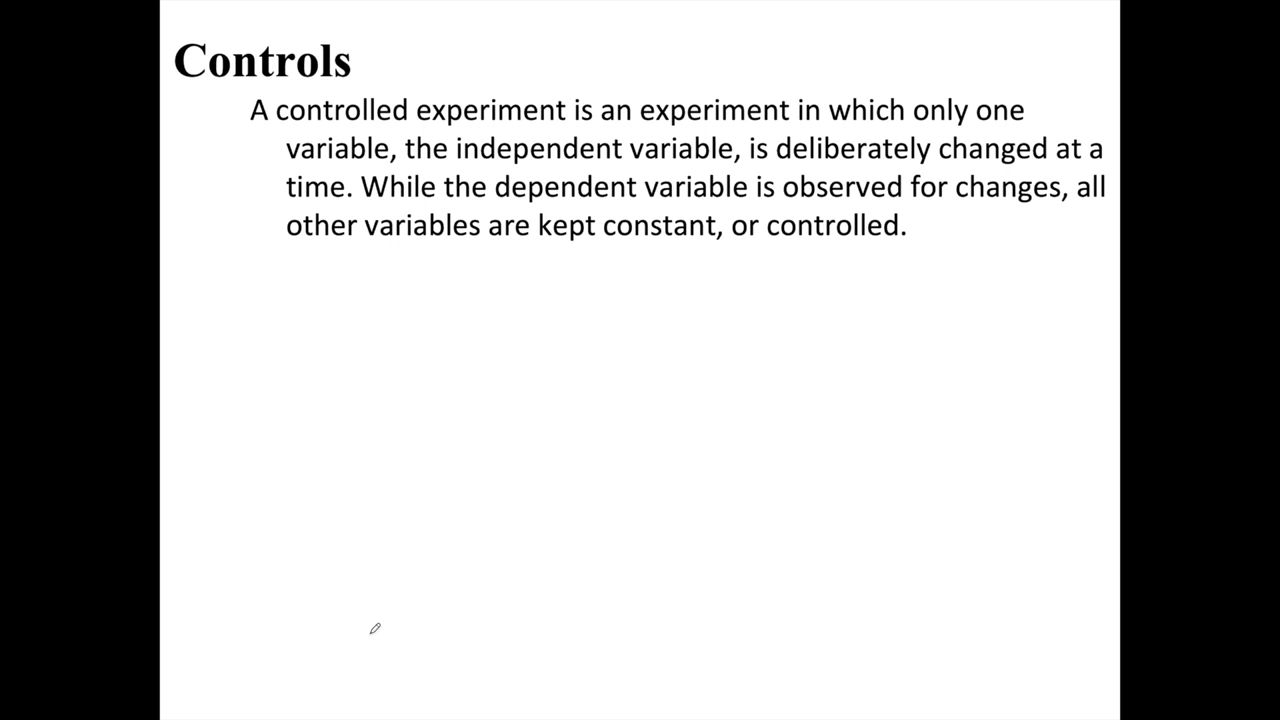 Controls
A controlled experiment is an experiment in which only one
variable, the independent variable, is deliberately changed at a
time. While the dependent variable is observed for changes, all
other variables are kept constant, or controlled.